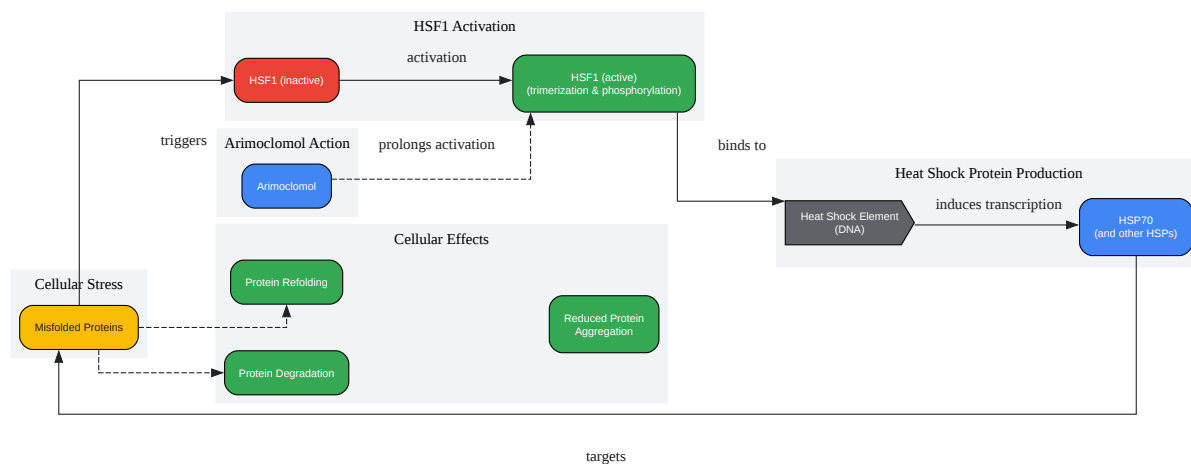 HSF1 Activation
activation
HSF1 (inactive)
HSF1 (active)
(trimerization & phosphorylation)
triggers
Arimoclomol Action
prolongs activation
Arimoclomol
binds to
Heat Shock Protein Production
induces transcription
Heat Shock Element
(DNA)
HSP70
(and other HSPs)
Cellular Effects
Protein Refolding
Cellular Stress
Misfolded Proteins
Reduced Protein
Aggregation
Protein Degradation
targets